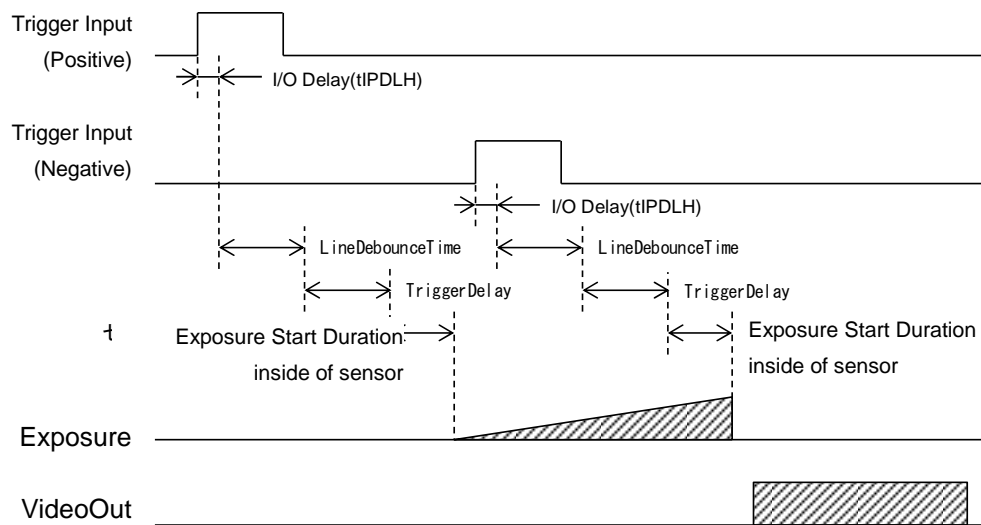 Trigger Input
(Positive)
I/O Delay(tIPDLH)
Trigger Input
(Negative)
I/O Delay(tIPDLH)
LineDebounceTime
LineDebounceTime
TriggerDelay
TriggerDelay
Exposure Start Duration
inside of sensor
Exposure Start Duration
inside of sensor
Exposure
VideoOut